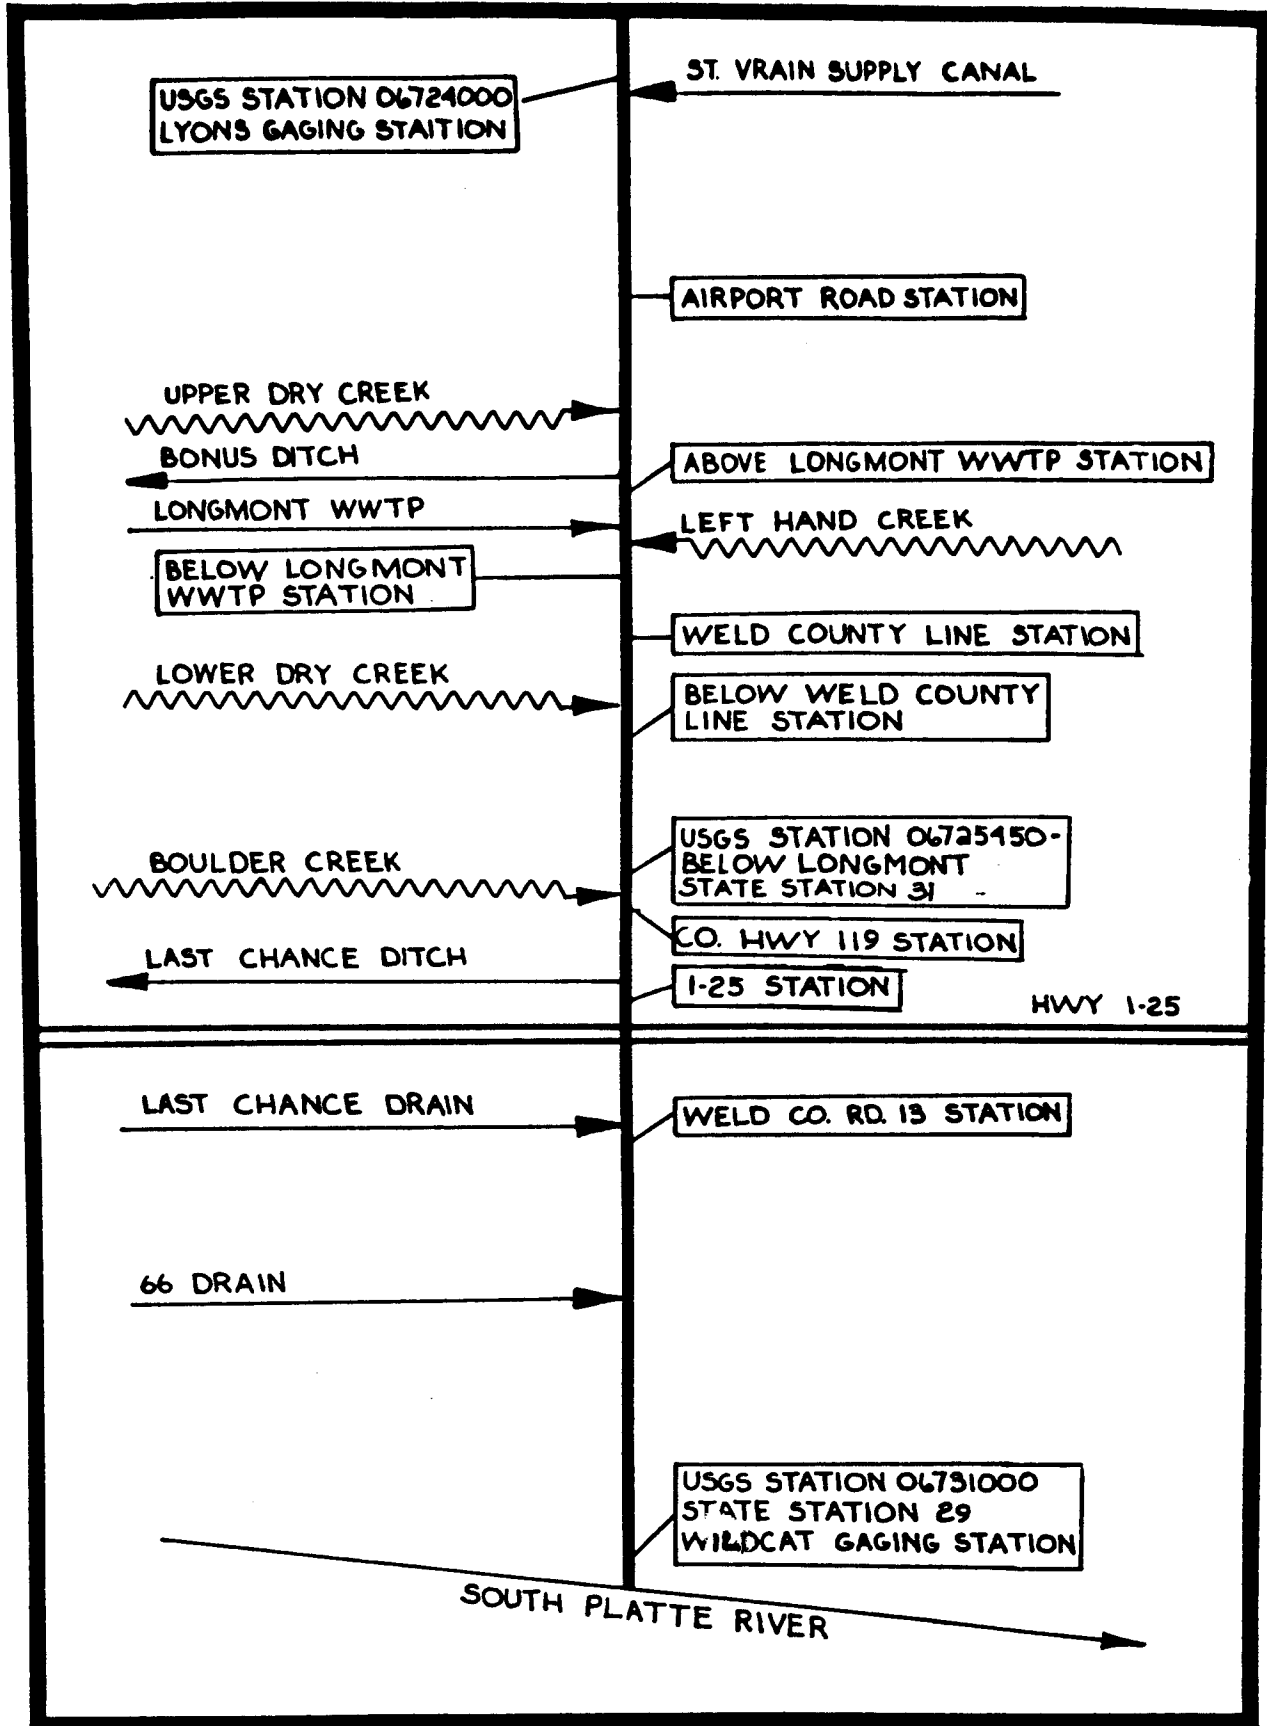 ST. VRAIN SUPPLY CANAL
USGS STATION 06724000
LYONS GAGING STAITION
AIRPORT ROAD STATION
UPPER DRY CREEK
BONUS DITCH
ABOVE LONGMONT WWTP STATION
LONGMONT WWTP
LEFT HAND CREEK
BELOW LONGMONT
WWTP STATION
WELD COUNTY LINE STATION
LOWER DRY CREEK
BELOW WELD COUNTY
LINE STATION
USGS STATION 06725450-
BELOW LONGMONT
STATE STATION 31
BOULDER CREEK
CO. HWY 119 STATION
LAST CHANCE DITCH
I-25 STATION
HWY I-25
LAST CHANCE DRAIN
WELD CO. RD. 13 STATION
66 DRAIN
USGS STATION 06731000
STATE STATION 29
WILDCAT GAGING STATION
SOUTH PLATTE RIVER